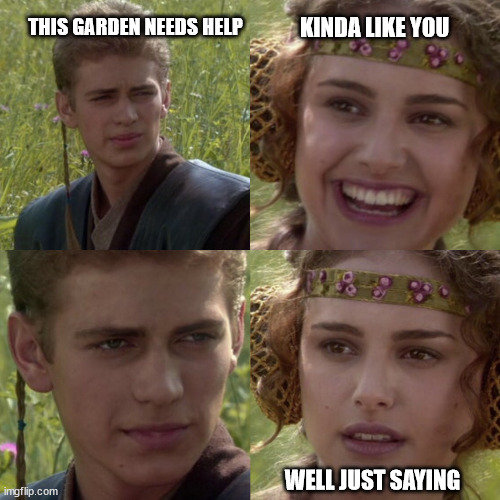 THIS GARDEN NEEDS HELP
KINDA LIKE YOU
WELL JUST SAYING
imgflip.com